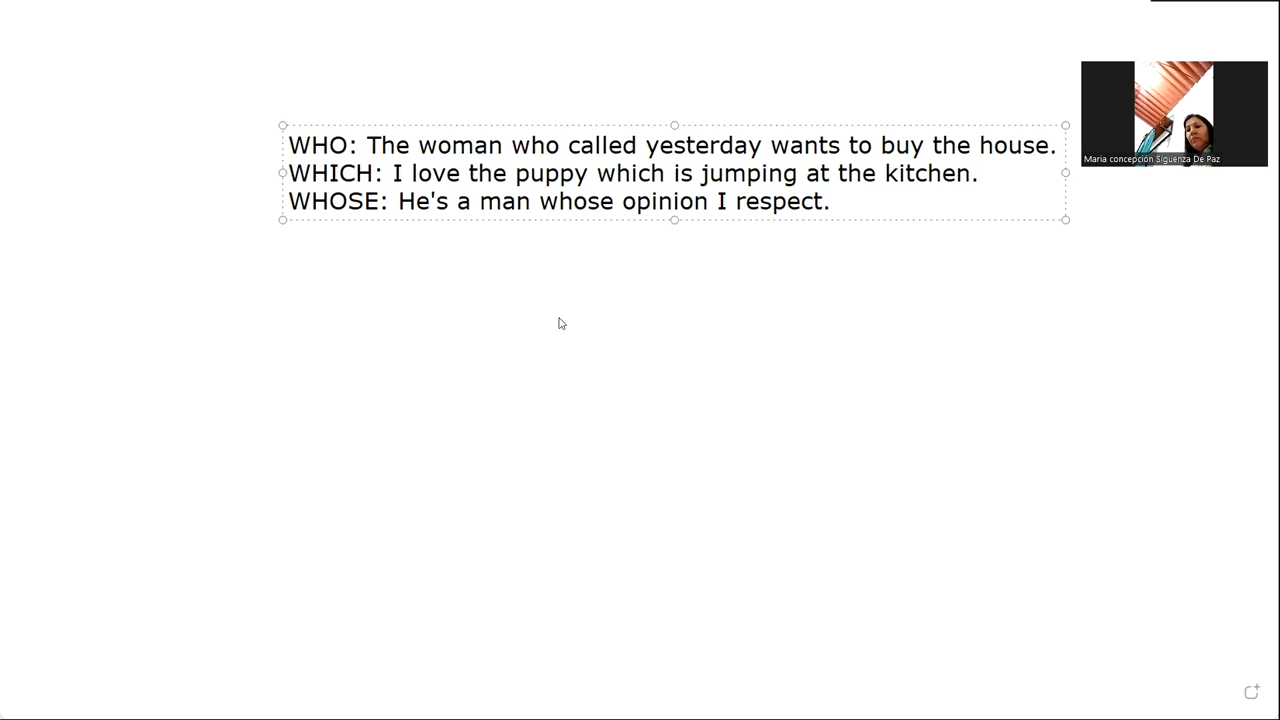 WHO: The woman who called yesterday wants to buy the house.
WHICH: I love the puppy which is jumping at the kitchen.
WHOSE: He's a man whose opinion I respect.
Maria concepción Siguenza De Paz